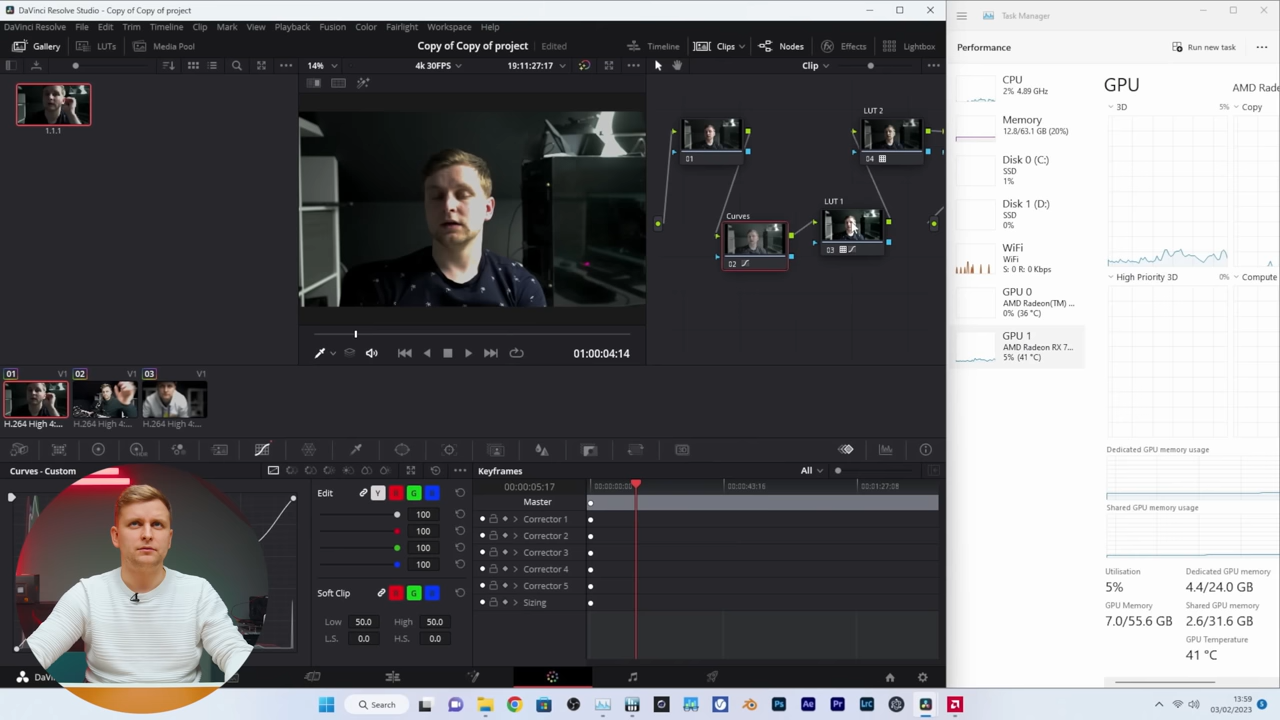 DaVinci Resolve Studio - Copy of Copy of project
DaVinci Resolve File Edit Trim Timeline Clip Mark View Playback Fusion Color Fairlight Workspace Help
Gallery LUTs Media Pool Copy of Copy of project Edited Timeline Clips Nodes Effects Lightbox
14% 4k 30FPS 19:11:27:17 Clip
1.1.1
01
LUT 2
04
Curves
02
LUT 1
03
01:00:04:14
01 V1 02 V1 03 V1
H.264 High 4:... H.264 High 4:... H.264 High 4:...
Curves - Custom
Edit Y R G B
100
100
100
100
Soft Clip R G B
Low 50.0 High 50.0
L.S. 0.0 H.S. 0.0
Keyframes All
00:00:05:17 00:00:00:00 00:00:43:16 00:01:27:08
Master
Corrector 1
Corrector 2
Corrector 3
Corrector 4
Corrector 5
Sizing
DaV
Task Manager
Performance Run new task
CPU
2% 4.89 GHz
Memory
12.8/63.1 GB (20%)
Disk 0 (C:)
SSD
1%
Disk 1 (D:)
SSD
0%
WiFi
WiFi
S: 0 R: 0 Kbps
GPU 0
AMD Radeon(TM) ...
0% (36 °C)
GPU 1
AMD Radeon RX 7...
5% (41 °C)
GPU AMD Rade
3D 5% Copy
High Priority 3D 0% Compute
Dedicated GPU memory usage
Shared GPU memory usage
Utilisation Dedicated GPU memory
5% 4.4/24.0 GB
GPU Memory Shared GPU memory
7.0/55.6 GB 2.6/31.6 GB
GPU Temperature
41 °C
Search
Ps Ae Pr Lrc
13:59
03/02/2023
5